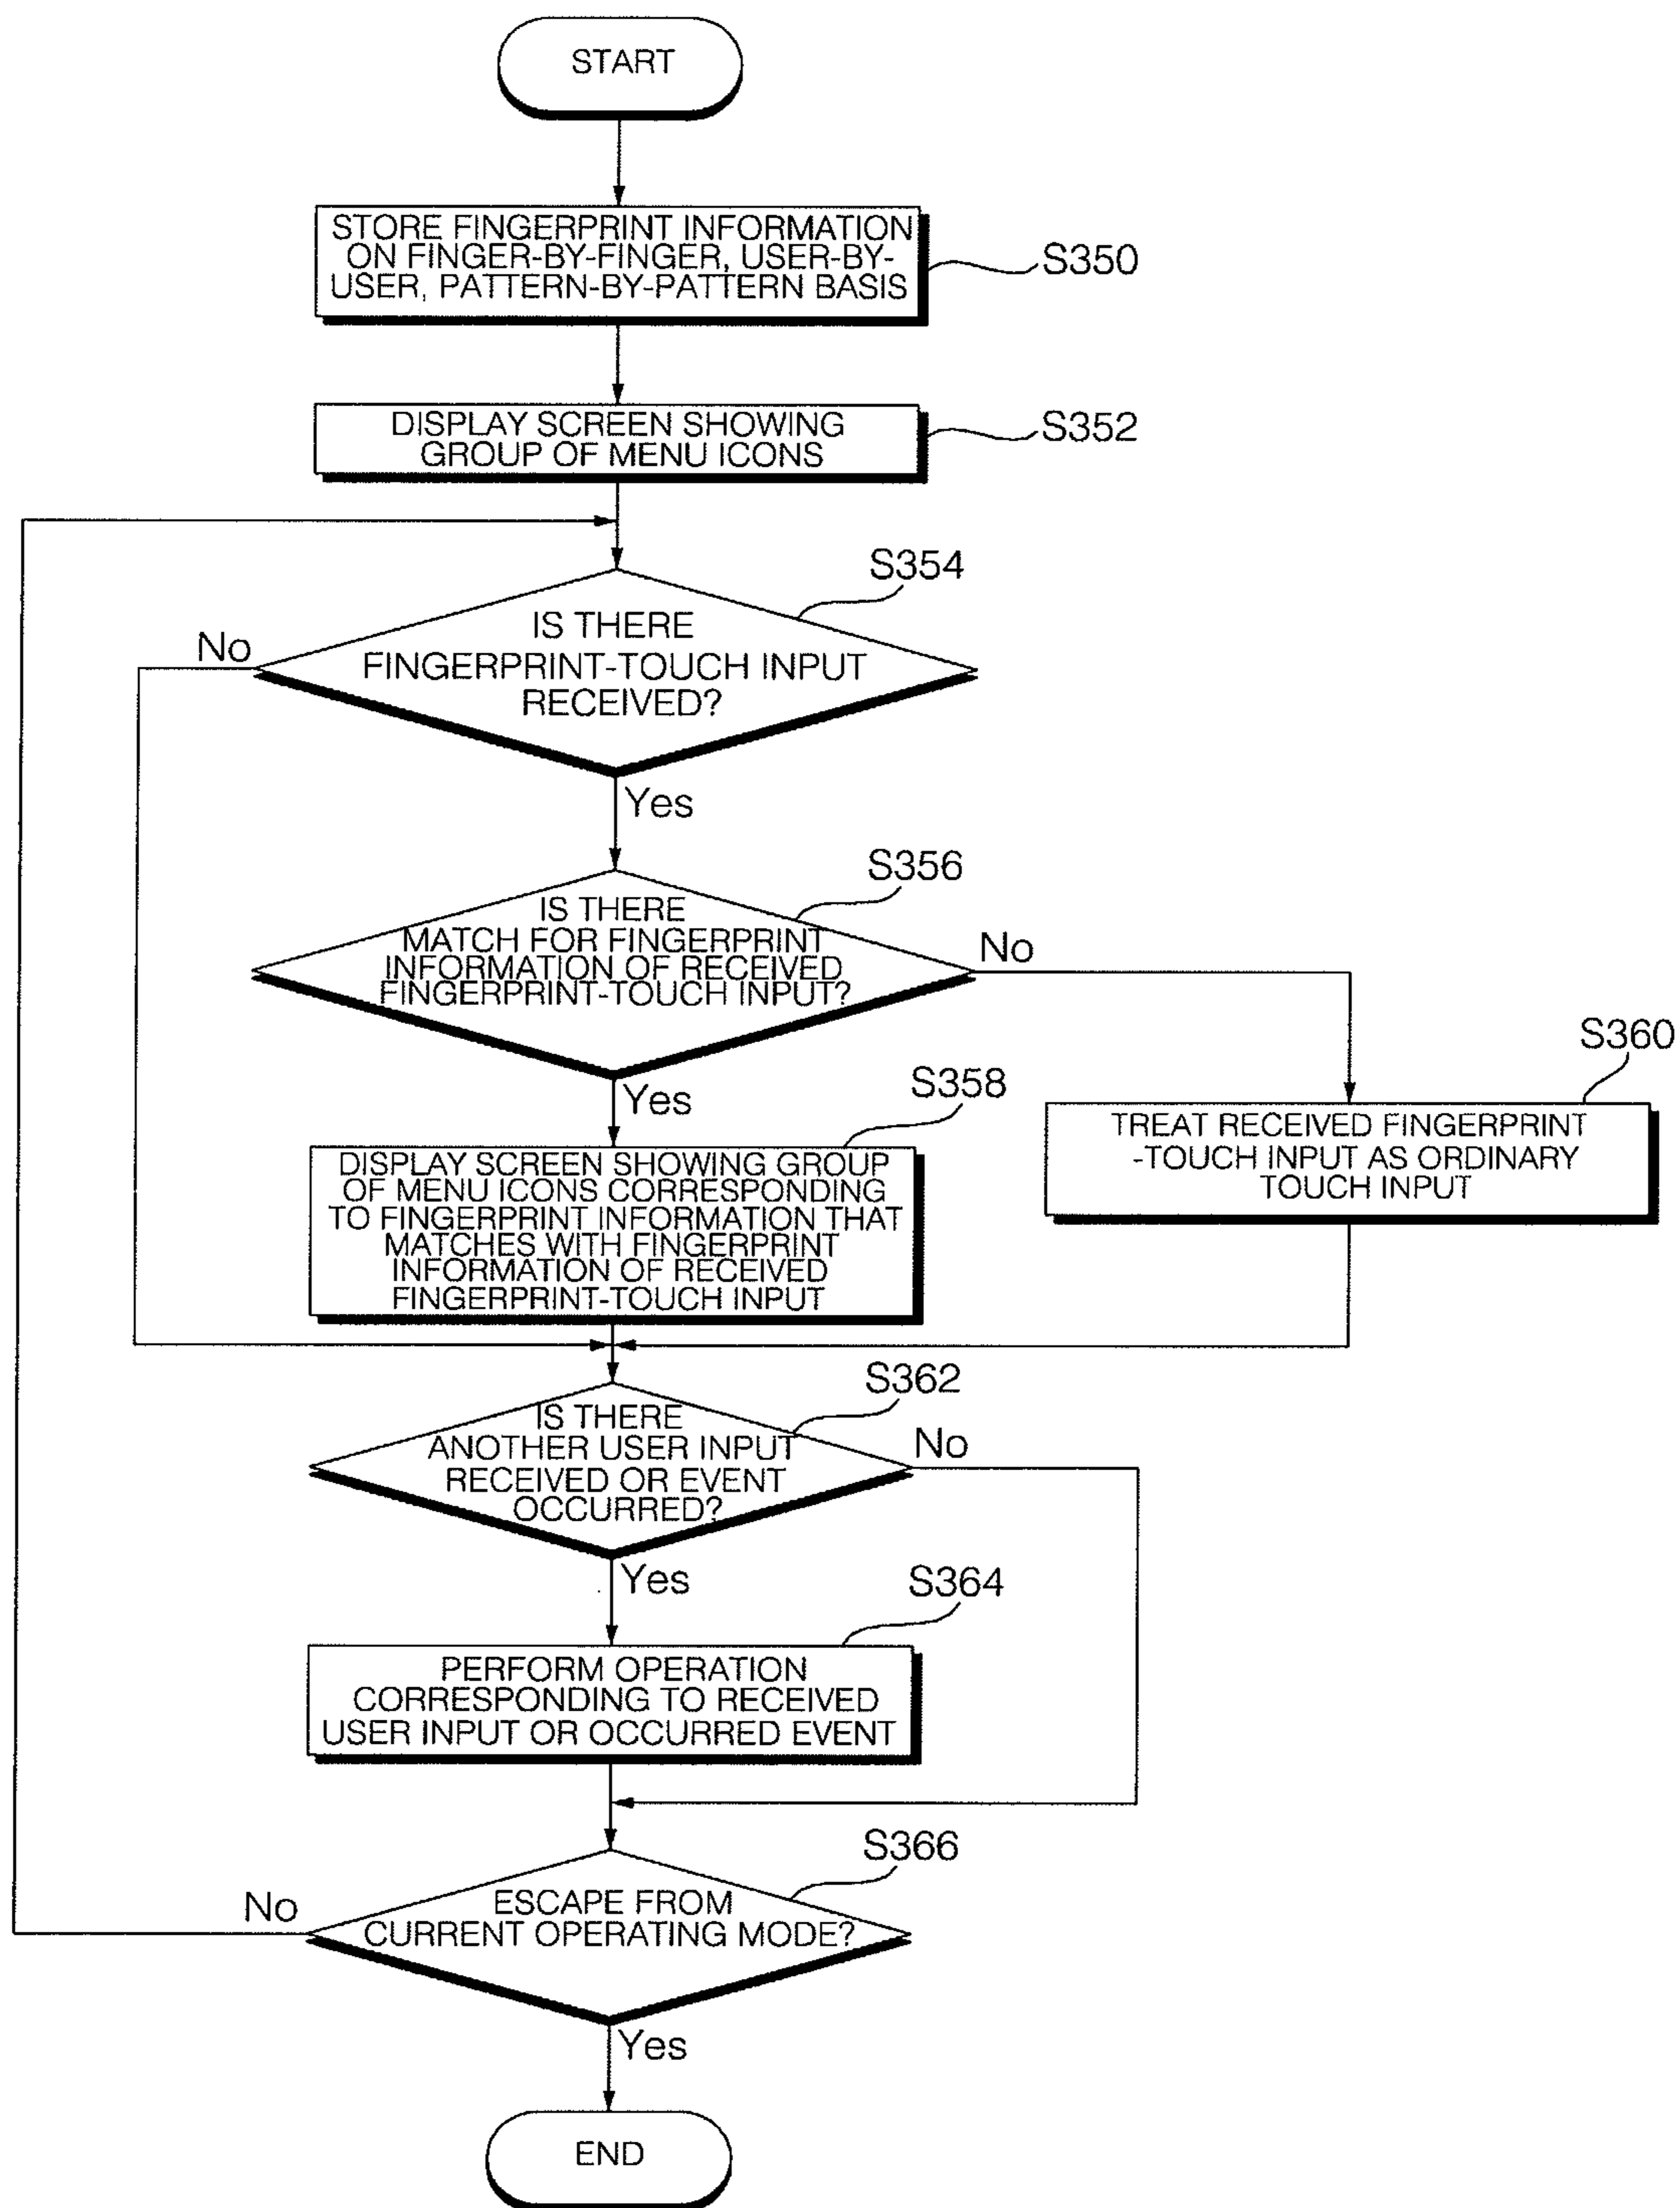 START
STORE FINGERPRINT INFORMATION
ON FINGER-BY-FINGER, USER-BY-
USER, PATTERN-BY-PATTERN BASIS
S350
DISPLAY SCREEN SHOWING
GROUP OF MENU ICONS
S352
S354
IS THERE
FINGERPRINT-TOUCH INPUT
RECEIVED?
No
Yes
S356
IS THERE
MATCH FOR FINGERPRINT
INFORMATION OF RECEIVED
FINGERPRINT-TOUCH INPUT?
No
Yes
S358
DISPLAY SCREEN SHOWING GROUP
OF MENU ICONS CORRESPONDING
TO FINGERPRINT INFORMATION THAT
MATCHES WITH FINGERPRINT
INFORMATION OF RECEIVED
FINGERPRINT-TOUCH INPUT
S360
TREAT RECEIVED FINGERPRINT
-TOUCH INPUT AS ORDINARY
TOUCH INPUT
S362
IS THERE
ANOTHER USER INPUT
RECEIVED OR EVENT
OCCURRED?
No
Yes
S364
PERFORM OPERATION
CORRESPONDING TO RECEIVED
USER INPUT OR OCCURRED EVENT
S366
ESCAPE FROM
CURRENT OPERATING MODE?
No
Yes
END